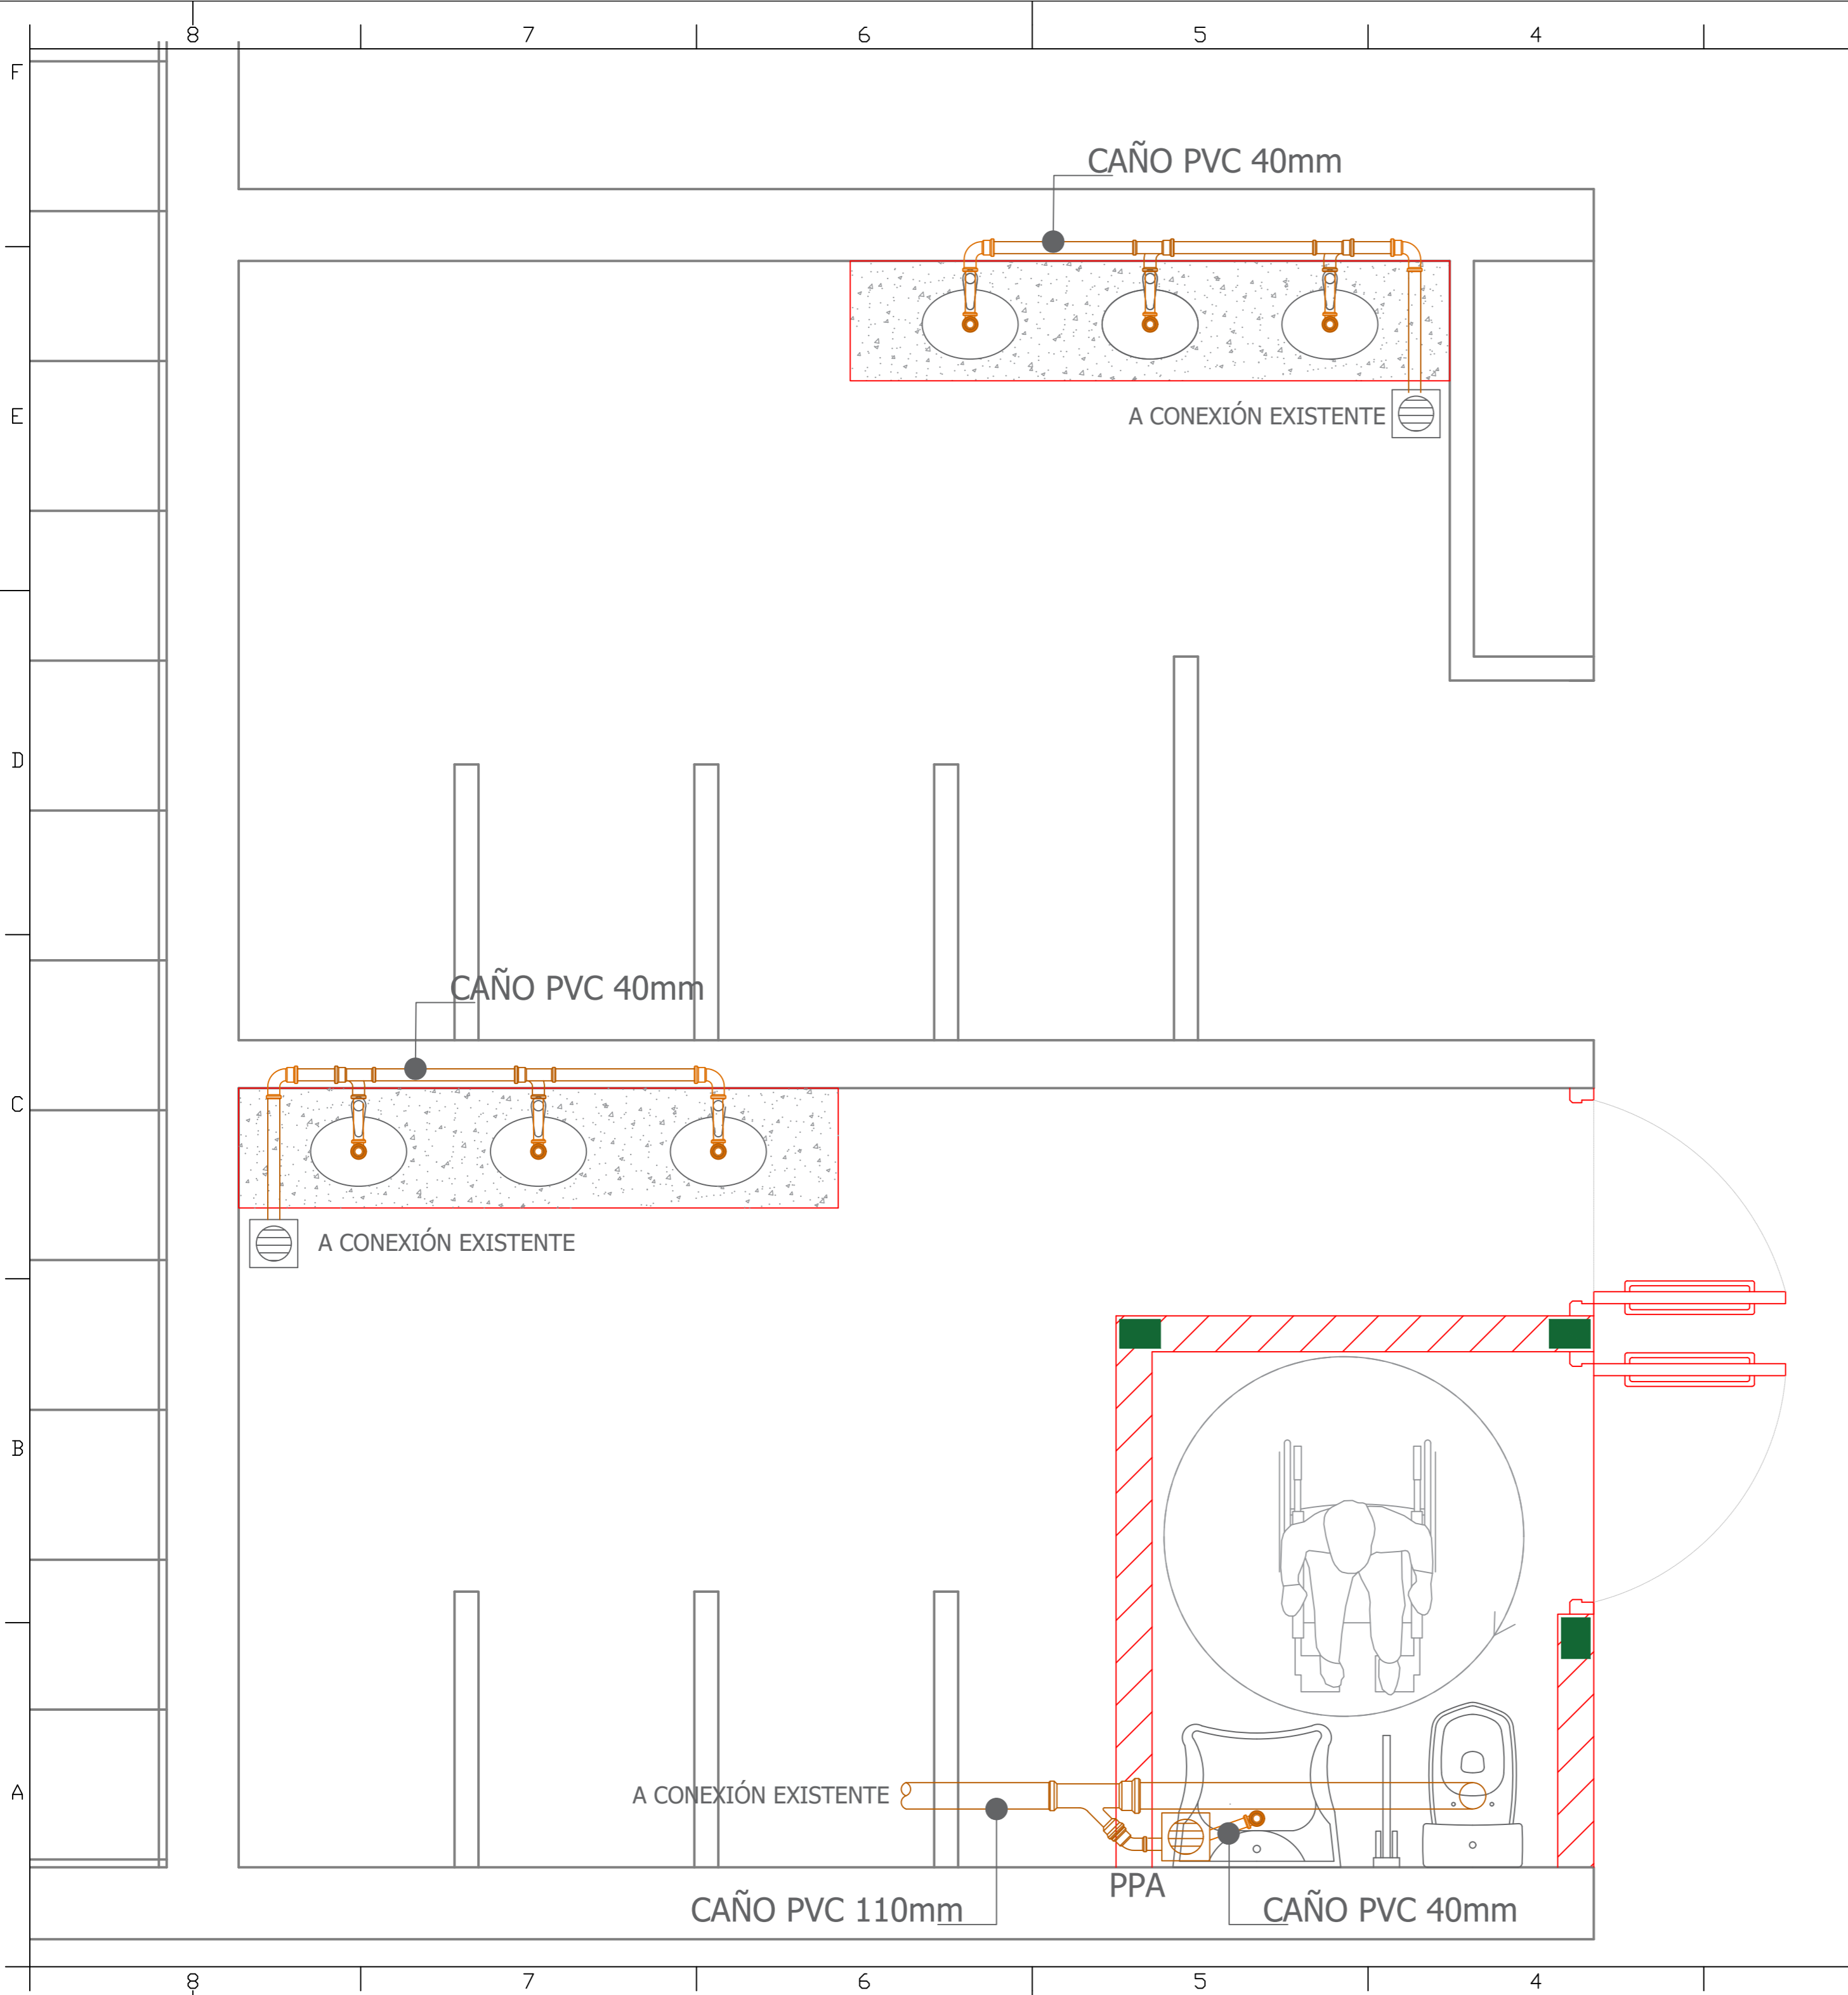 8 7 6 5 4
F
CAÑO PVC 40mm
E
A CONEXIÓN EXISTENTE
D
CAÑO PVC 40mm
C
A CONEXIÓN EXISTENTE
B
A
A CONEXIÓN EXISTENTE
PPA
CAÑO PVC 110mm
CAÑO PVC 40mm
8 7 6 5 4